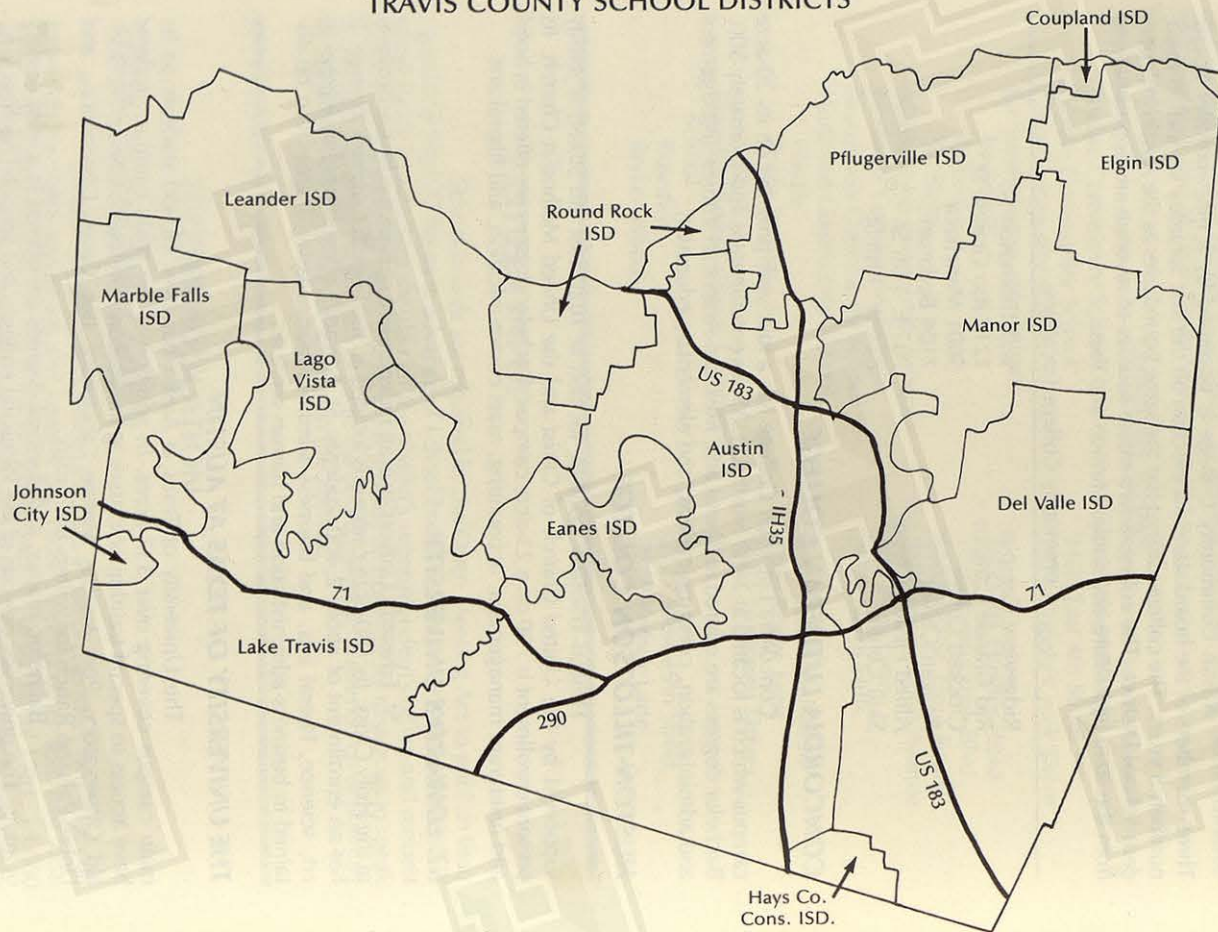 TRAVIS COUNTY SCHOOL DISTRICTS
Coupland ISD
Pflugerville ISD
Elgin ISD
Leander ISD
Round Rock
ISD
Marble Falls
ISD
Manor ISD
Lago
Vista
ISD
US 183
Austin
ISD
Johnson
City ISD
Eanes ISD
IH35
Del Valle ISD
71
71
Lake Travis ISD
290
US 183
Hays Co.
Cons. ISD.